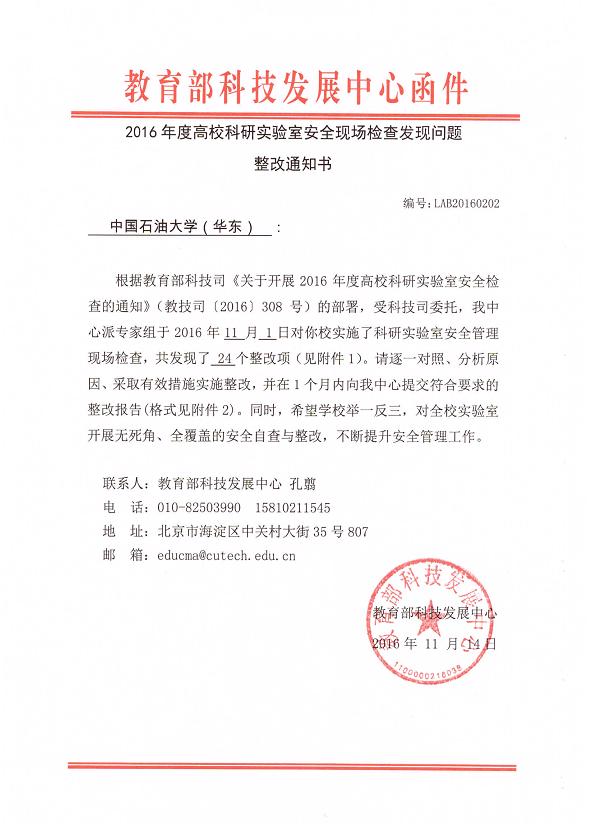 教育部科技发展中心函件
2016 年度高校科研实验室安全现场检查发现问题
整改通知书
编号: LAB20160202
中国石油大学（华东） ：
根据教育部科技司《关于开展 2016 年度高校科研实验室安全检
查的通知》（教技司〔2016〕308 号）的部署，受科技司委托，我中
心派专家组于 2016 年 11 月 1 日对你校实施了科研实验室安全管理
现场检查，共发现了 24 个整改项（见附件 1）。请逐一对照、分析原
因、采取有效措施实施整改，并在 1 个月内向我中心提交符合要求的
整改报告(格式见附件 2)。同时，希望学校举一反三，对全校实验室
开展无死角、全覆盖的安全自查与整改，不断提升安全管理工作。
联系人：教育部科技发展中心 孔翦
电 话：010-82503990 15810211545
地 址：北京市海淀区中关村大街 35 号 807
邮 箱：educma@cutech.edu.cn
教育部科技发展中心
2016 年 11 月 14 日
教育部科技发展中心
1100000218039